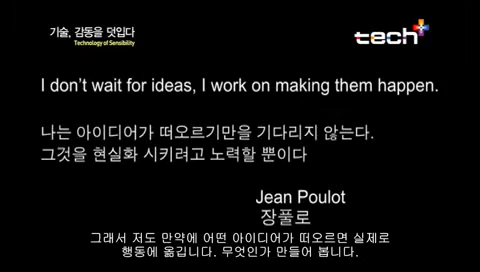 기술, 감동을 덧입다
Technology of Sensibility
tech+
I don't wait for ideas, I work on making them happen.
나는 아이디어가 떠오르기만을 기다리지 않는다.
그것을 현실화 시키려고 노력할 뿐이다
Jean Poulot
장풀로
그래서 저도 만약에 어떤 아이디어가 떠오르면 실제로
행동에 옮깁니다. 무엇인가 만들어 봅니다.